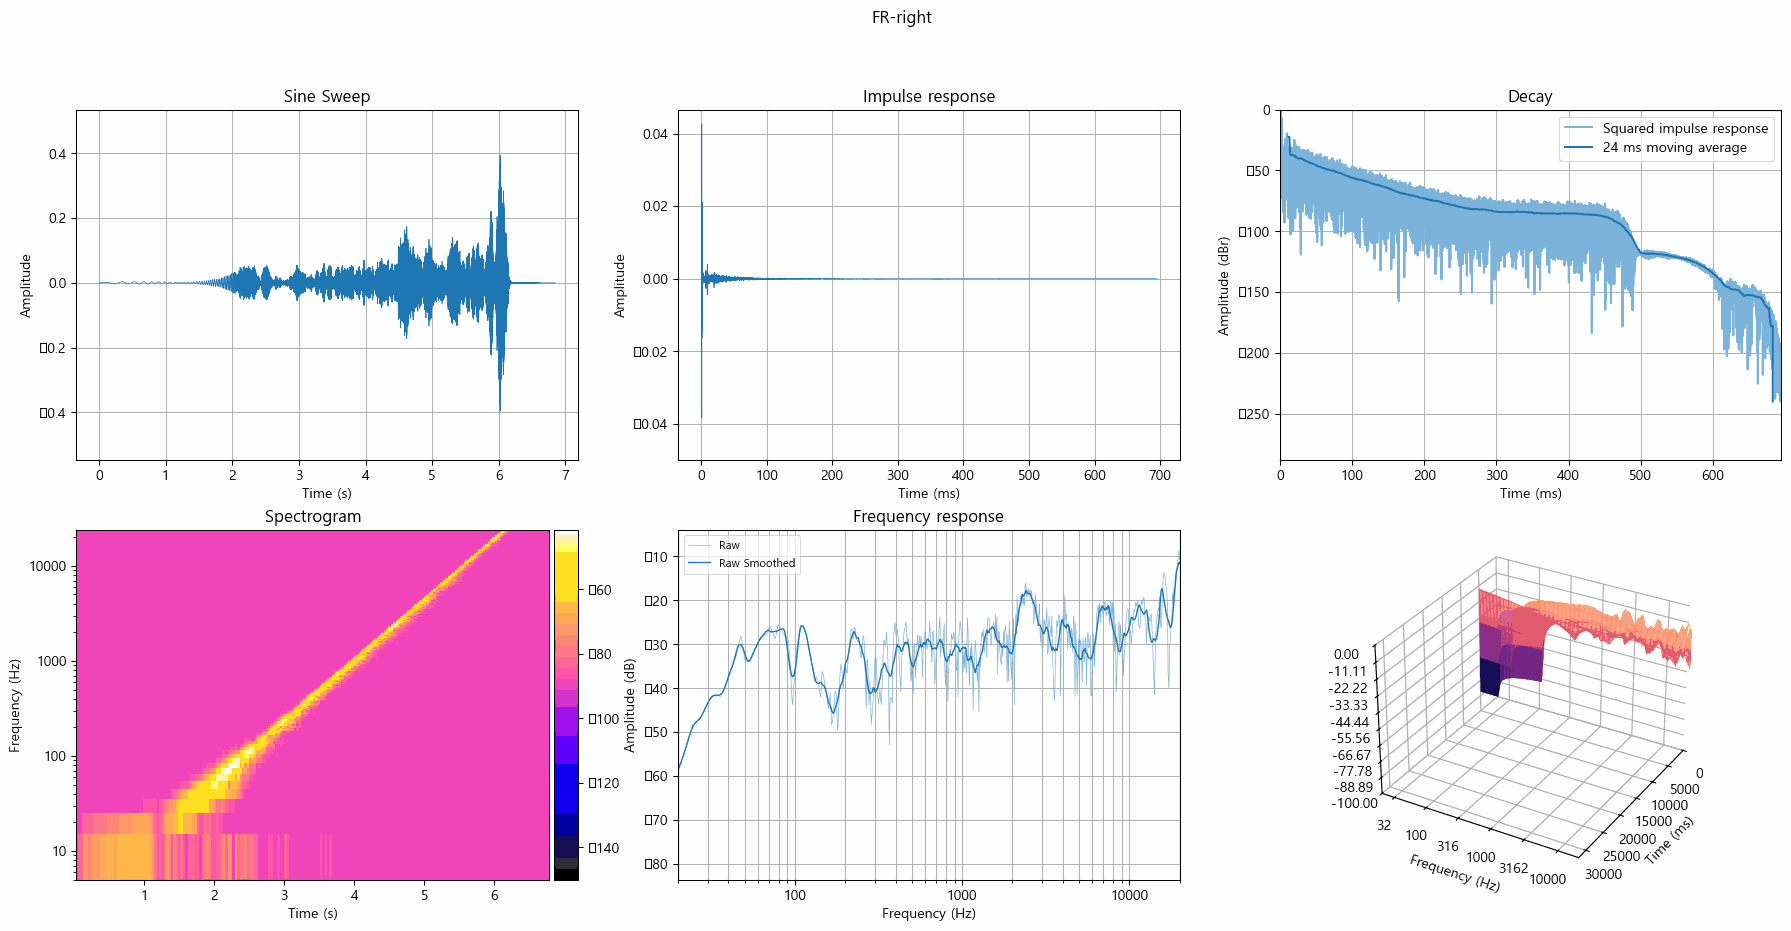 FR-right
Sine Sweep
Amplitude
0.4
0.2
0.0
▯0.2
▯0.4
0 1 2 3 4 5 6 7
Time (s)
Impulse response
Amplitude
0.04
0.02
0.00
▯0.02
▯0.04
0 100 200 300 400 500 600 700
Time (ms)
Decay
Squared impulse response
24 ms moving average
Amplitude (dBr)
0
▯50
▯100
▯150
▯200
▯250
0 100 200 300 400 500 600
Time (ms)
Spectrogram
Frequency (Hz)
10000
1000
100
10
1 2 3 4 5 6
Time (s)
▯60
▯80
▯100
▯120
▯140
Frequency response
Raw
Raw Smoothed
Amplitude (dB)
▯10
▯20
▯30
▯40
▯50
▯60
▯70
▯80
100 1000 10000
Frequency (Hz)
0.00
-11.11
-22.22
-33.33
-44.44
-55.56
-66.67
-77.78
-88.89
-100.00
32 100 316 1000 3162 10000
Frequency (Hz)
0
5000
10000
15000
20000
25000
30000
Time (ms)